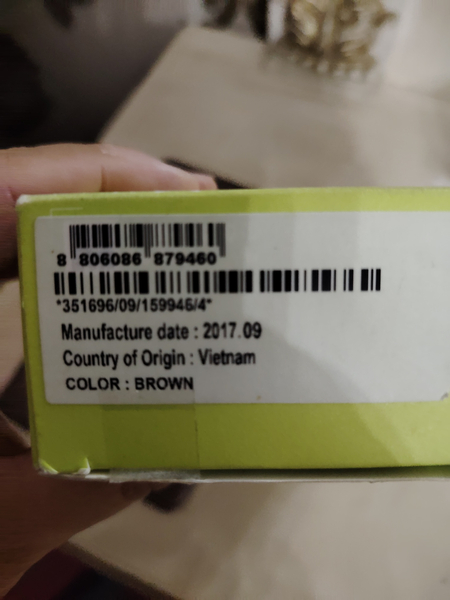 8 806086 879460
*351696/09/159946/4*
Manufacture date : 2017.09
Country of Origin : Vietnam
COLOR : BROWN